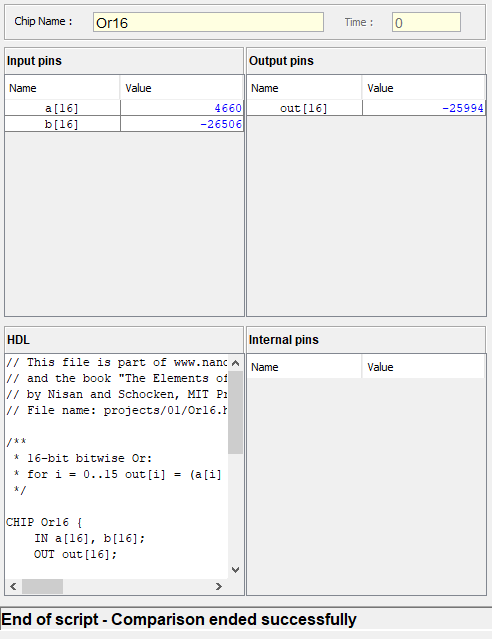 Chip Name : Or16 Time : 0
Input pins
Name Value
a[16] 4660
b[16] -26506
Output pins
Name Value
out[16] -25994
HDL
// This file is part of www.nand
// and the book "The Elements of
// by Nisan and Schocken, MIT Pr
// File name: projects/01/Or16.h
/**
* 16-bit bitwise Or:
* for i = 0..15 out[i] = (a[i]
*/
CHIP Or16 {
IN a[16], b[16];
OUT out[16];
Internal pins
Name Value
End of script - Comparison ended successfully